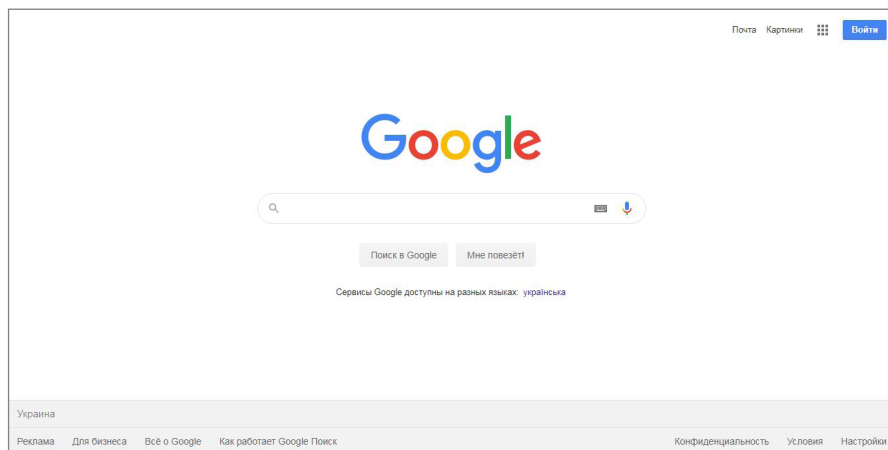 Почта Картинки Войти
Google
Поиск в Google Мне повезёт!
Сервисы Google доступны на разных языках: українська
Украина
Реклама Для бизнеса Всё о Google Как работает Google Поиск Конфиденциальность Условия Настройки